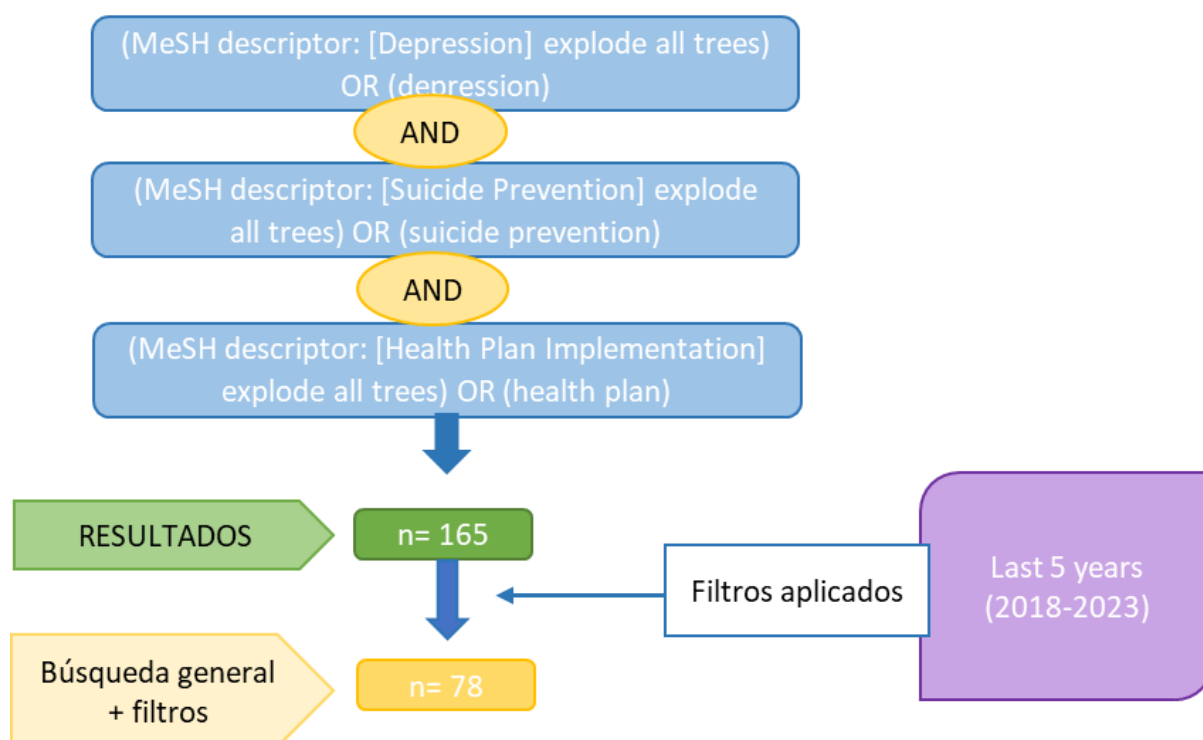 (MeSH descriptor: [Depression] explode all trees)
OR (depression)
AND
(MeSH descriptor: [Suicide Prevention] explode
all trees) OR (suicide prevention)
AND
(MeSH descriptor: [Health Plan Implementation]
explode all trees) OR (health plan)
RESULTADOS
n= 165
Filtros aplicados
Last 5 years
(2018-2023)
Búsqueda general
+ filtros
n= 78